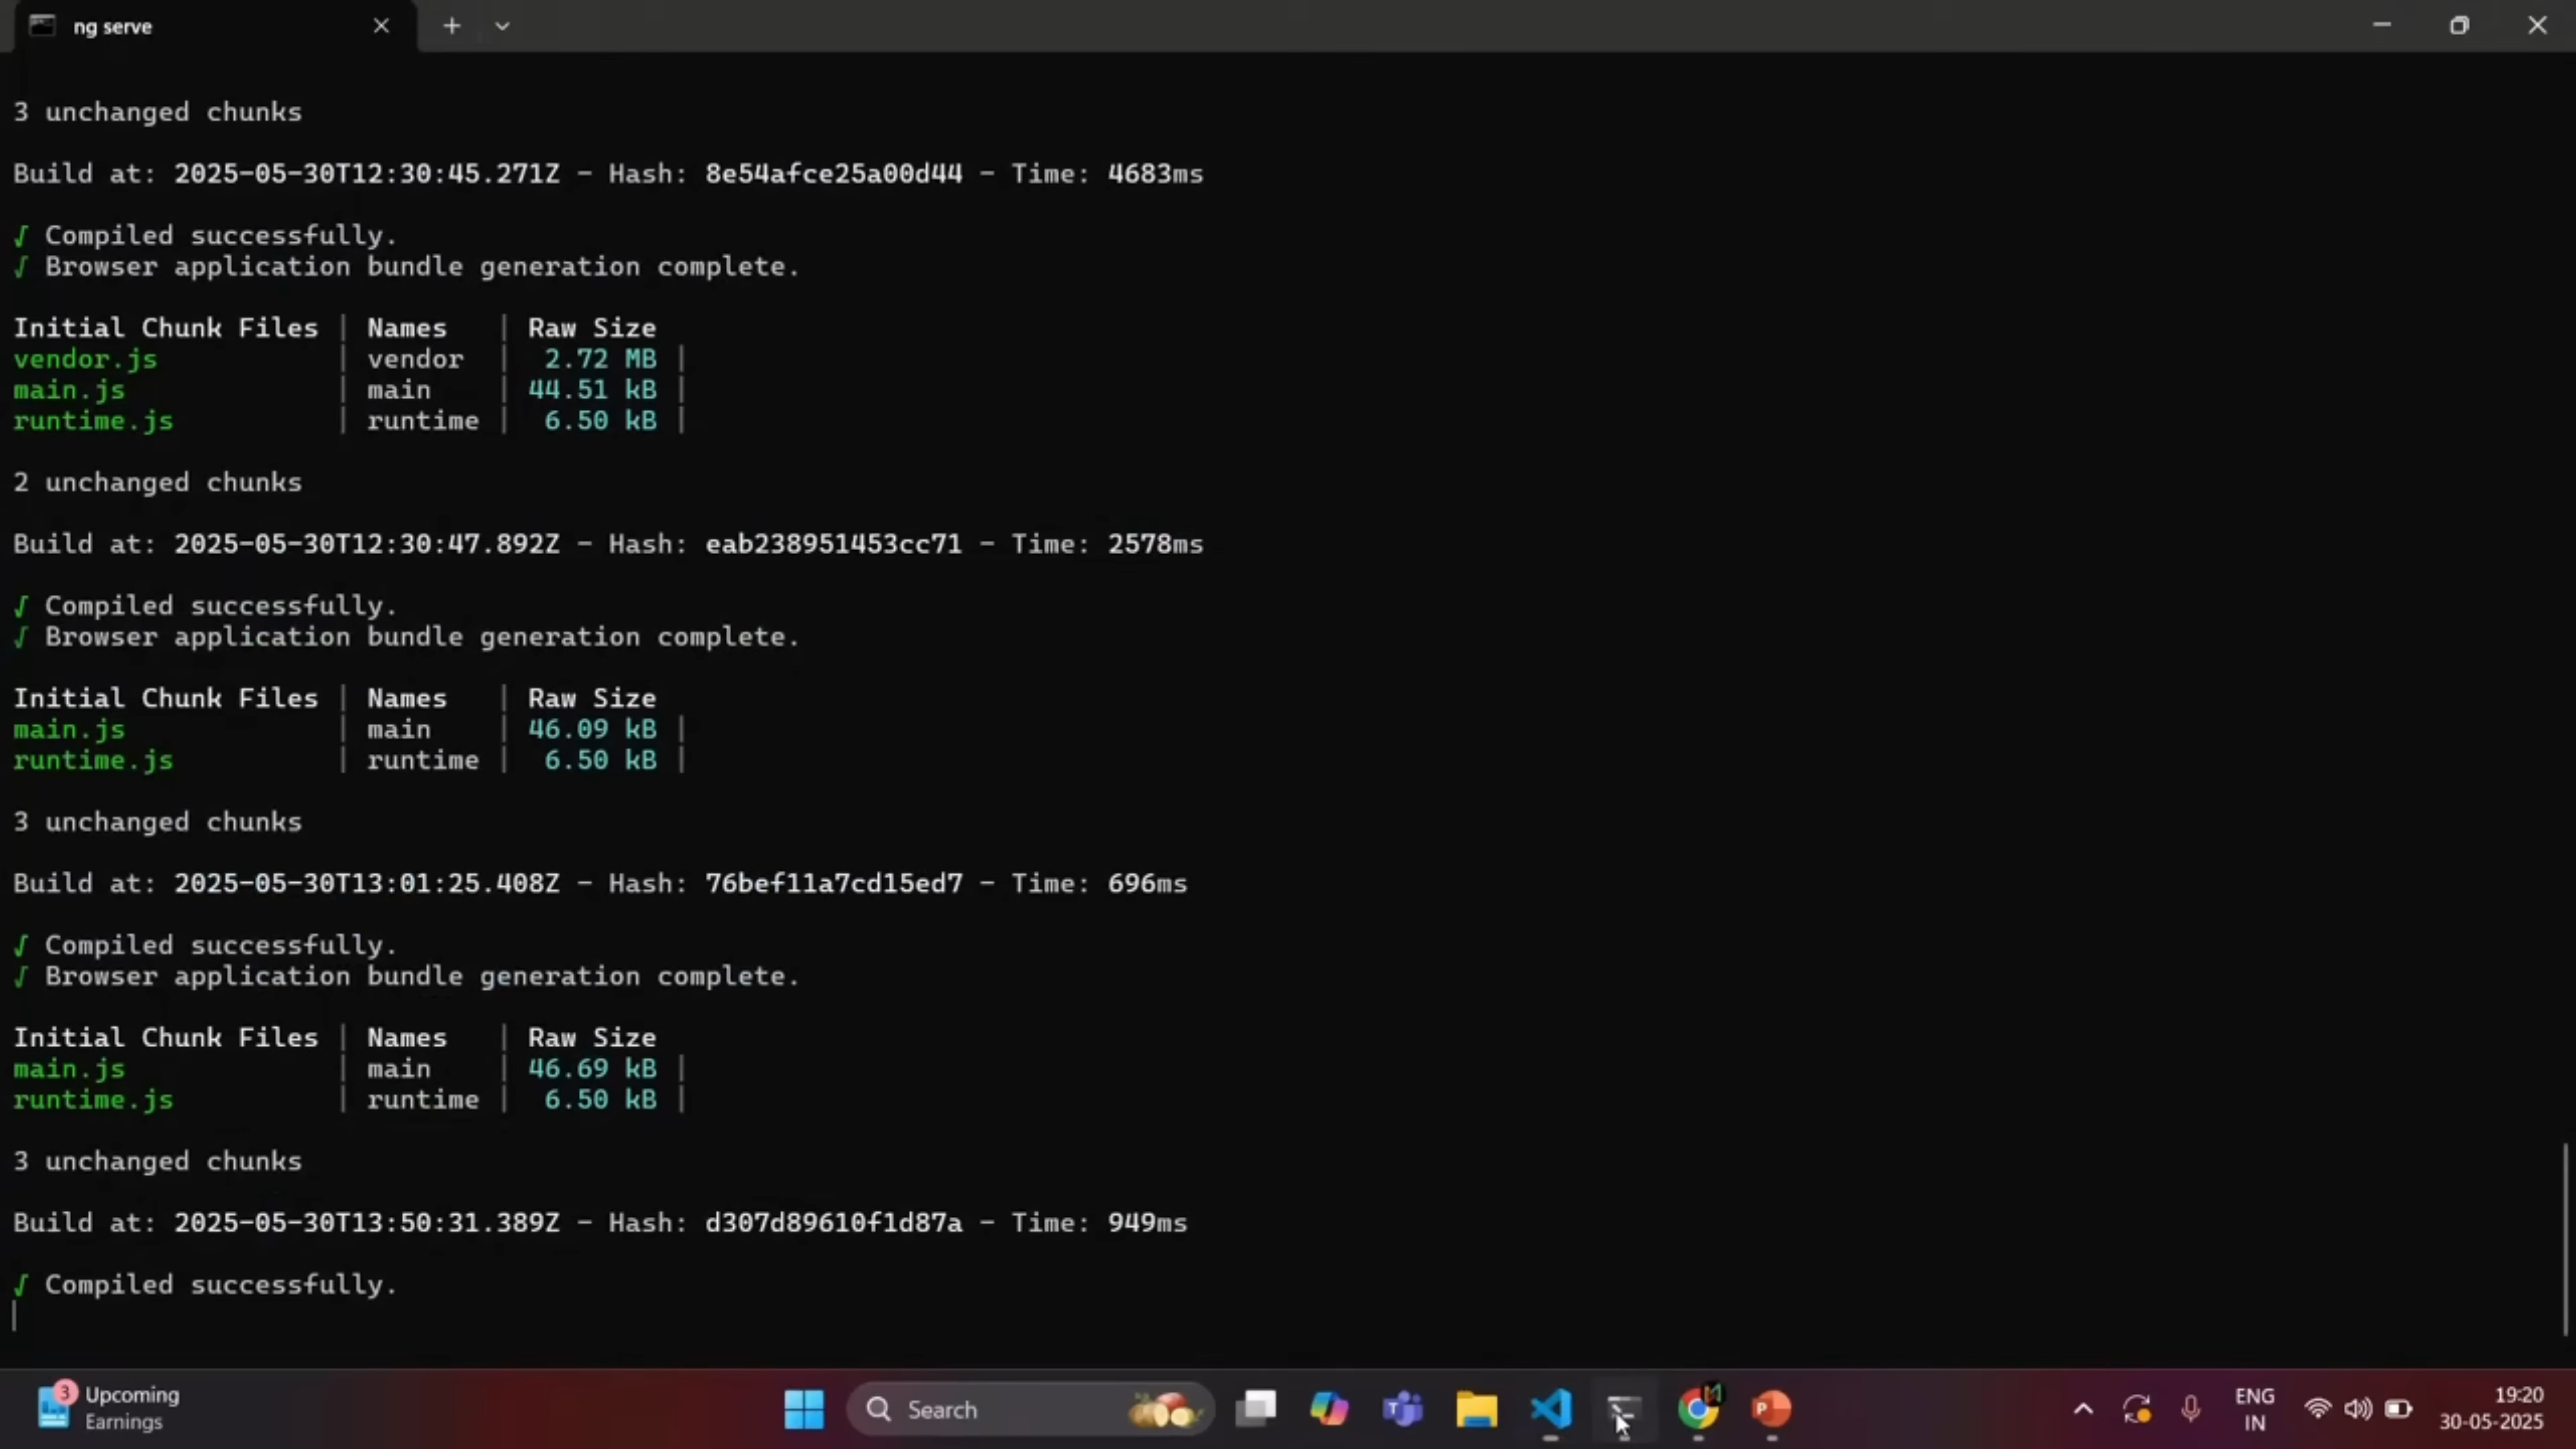 ng serve
3 unchanged chunks
Build at: 2025-05-30T12:30:45.271Z - Hash: 8e54afce25a00d44 - Time: 4683ms
√ Compiled successfully.
√ Browser application bundle generation complete.
Initial Chunk Files | Names | Raw Size
vendor.js | vendor | 2.72 MB |
main.js | main | 44.51 kB |
runtime.js | runtime | 6.50 kB |
2 unchanged chunks
Build at: 2025-05-30T12:30:47.892Z - Hash: eab238951453cc71 - Time: 2578ms
√ Compiled successfully.
√ Browser application bundle generation complete.
Initial Chunk Files | Names | Raw Size
main.js | main | 46.09 kB |
runtime.js | runtime | 6.50 kB |
3 unchanged chunks
Build at: 2025-05-30T13:01:25.408Z - Hash: 76bef11a7cd15ed7 - Time: 696ms
√ Compiled successfully.
√ Browser application bundle generation complete.
Initial Chunk Files | Names | Raw Size
main.js | main | 46.69 kB |
runtime.js | runtime | 6.50 kB |
3 unchanged chunks
Build at: 2025-05-30T13:50:31.389Z - Hash: d307d89610f1d87a - Time: 949ms
√ Compiled successfully.
3 Upcoming
Earnings
Search
ENG
IN
19:20
30-05-2025